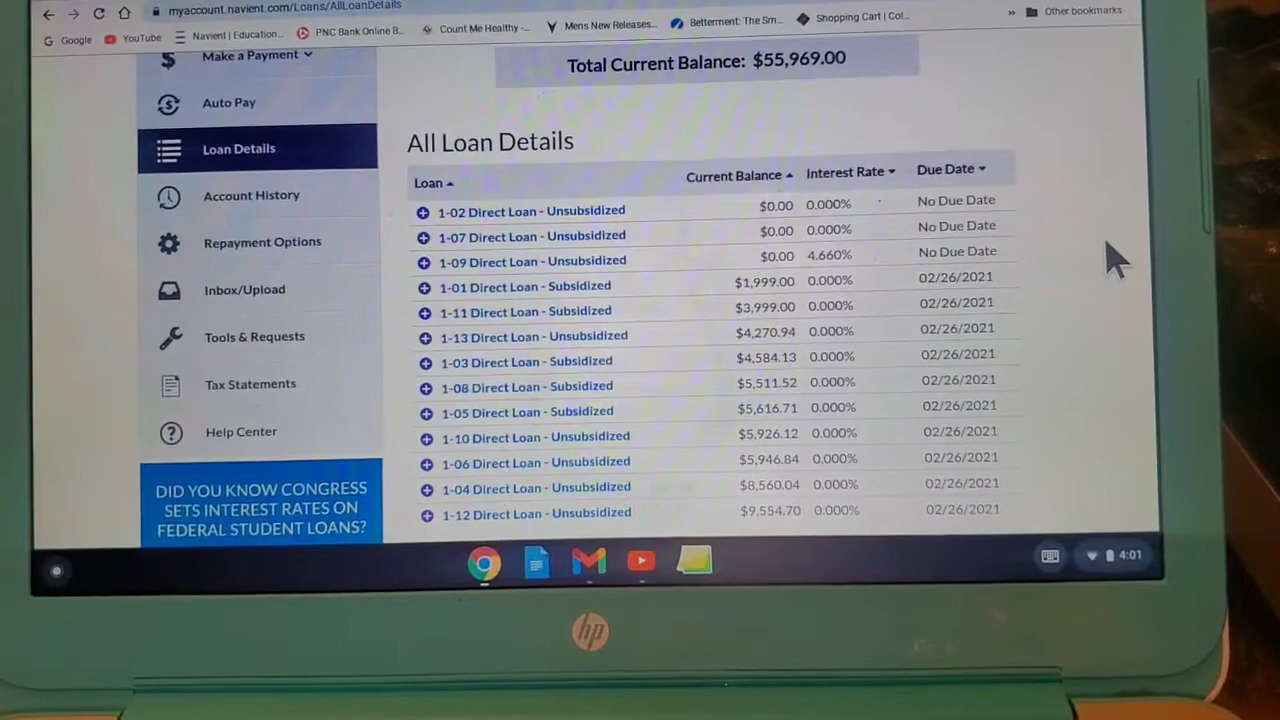 myaccount.navient.com/Loans/AllLoanDetails
Google YouTube Navient | Education... PNC Bank Online B... Count Me Healthy -... Mens New Releases... Betterment: The Sm... Shopping Cart | Col... » Other bookmarks
Make a Payment
Auto Pay
Loan Details
Account History
Repayment Options
Inbox/Upload
Tools & Requests
Tax Statements
Help Center
DID YOU KNOW CONGRESS
SETS INTEREST RATES ON
FEDERAL STUDENT LOANS?
Total Current Balance: $55,969.00
All Loan Details
Loan Current Balance Interest Rate Due Date
1-02 Direct Loan - Unsubsidized $0.00 0.000% No Due Date
1-07 Direct Loan - Unsubsidized $0.00 0.000% No Due Date
1-09 Direct Loan - Unsubsidized $0.00 4.660% No Due Date
1-01 Direct Loan - Subsidized $1,999.00 0.000% 02/26/2021
1-11 Direct Loan - Subsidized $3,999.00 0.000% 02/26/2021
1-13 Direct Loan - Unsubsidized $4,270.94 0.000% 02/26/2021
1-03 Direct Loan - Subsidized $4,584.13 0.000% 02/26/2021
1-08 Direct Loan - Subsidized $5,511.52 0.000% 02/26/2021
1-05 Direct Loan - Subsidized $5,616.71 0.000% 02/26/2021
1-10 Direct Loan - Unsubsidized $5,926.12 0.000% 02/26/2021
1-06 Direct Loan - Unsubsidized $5,946.84 0.000% 02/26/2021
1-04 Direct Loan - Unsubsidized $8,560.04 0.000% 02/26/2021
1-12 Direct Loan - Unsubsidized $9,554.70 0.000% 02/26/2021
4:01
hp